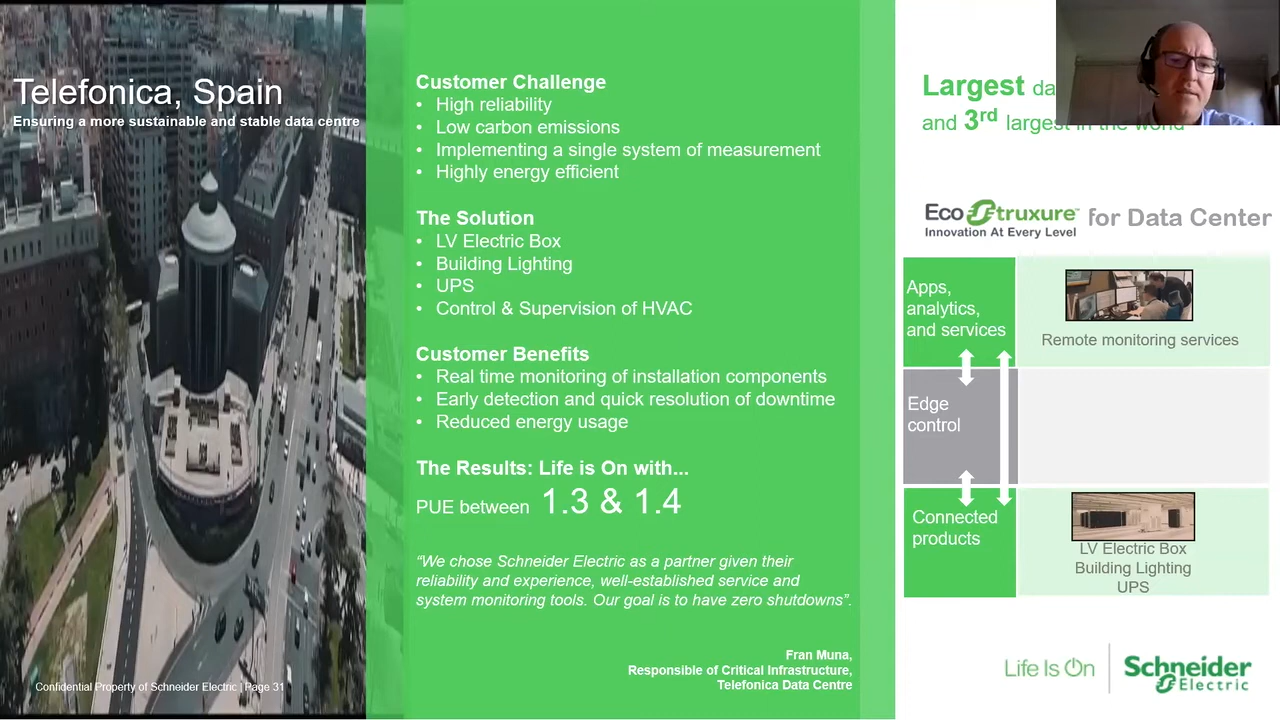 Telefonica, Spain
Ensuring a more sustainable and stable data centre
Confidential Property of Schneider Electric | Page 31
Customer Challenge
• High reliability
• Low carbon emissions
• Implementing a single system of measurement
• Highly energy efficient
The Solution
• LV Electric Box
• Building Lighting
• UPS
• Control & Supervision of HVAC
Customer Benefits
• Real time monitoring of installation components
• Early detection and quick resolution of downtime
• Reduced energy usage
The Results: Life is On with...
PUE between 1.3 & 1.4
“We chose Schneider Electric as a partner given their
reliability and experience, well-established service and
system monitoring tools. Our goal is to have zero shutdowns”.
Fran Muna,
Responsible of Critical Infrastructure,
Telefonica Data Centre
Largest
and 3rd largest in the world
EcoStruxure™ for Data Center
Innovation At Every Level
Apps,
analytics,
and services
Remote monitoring services
Edge
control
Connected
products
LV Electric Box
Building Lighting
UPS
Life Is On
Schneider
Electric